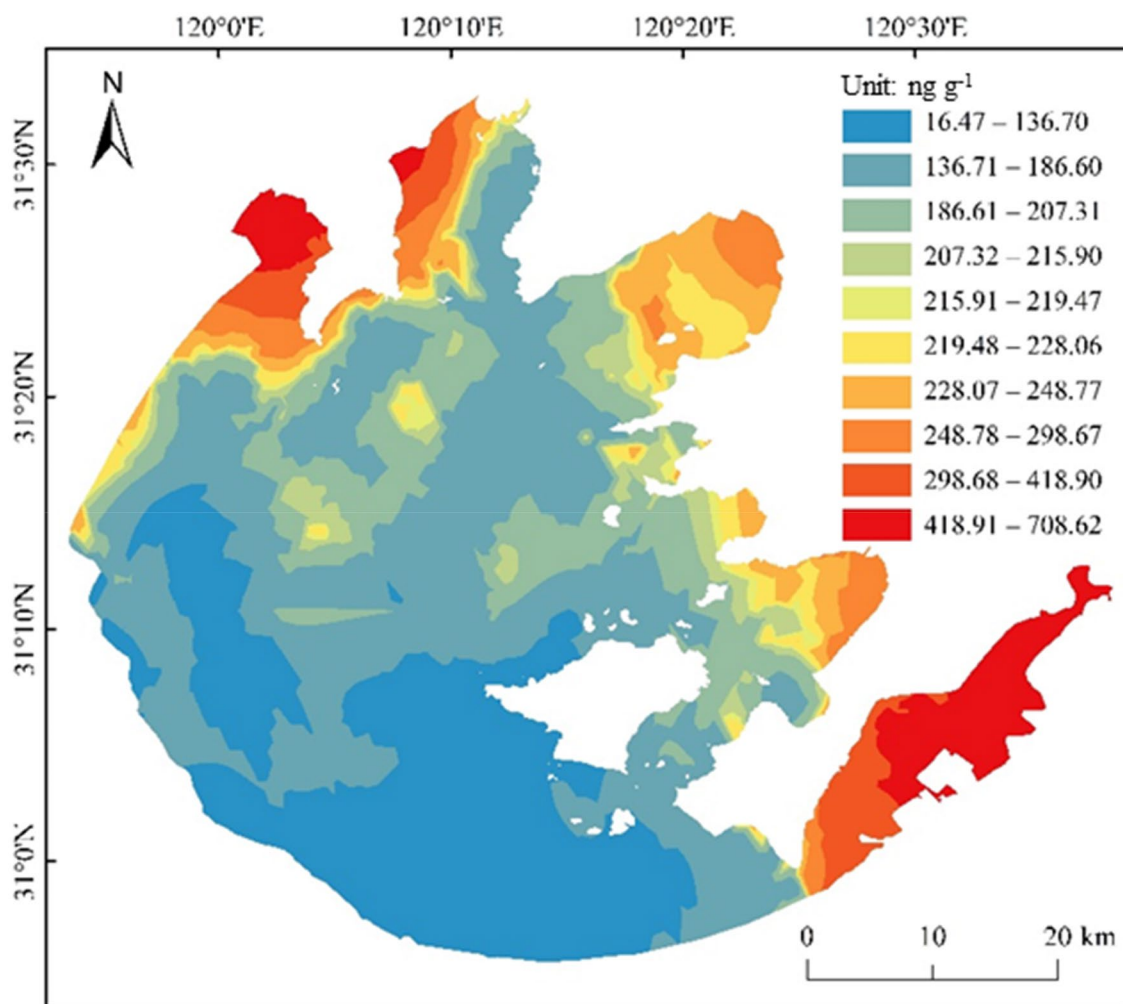 120°0'E 120°10'E 120°20'E 120°30'E
N
Unit: ng g-1
16.47 – 136.70
136.71 – 186.60
186.61 – 207.31
207.32 – 215.90
215.91 – 219.47
219.48 – 228.06
228.07 – 248.77
248.78 – 298.67
298.68 – 418.90
418.91 – 708.62
31°30'N
31°20'N
31°10'N
31°0'N
0 10 20 km